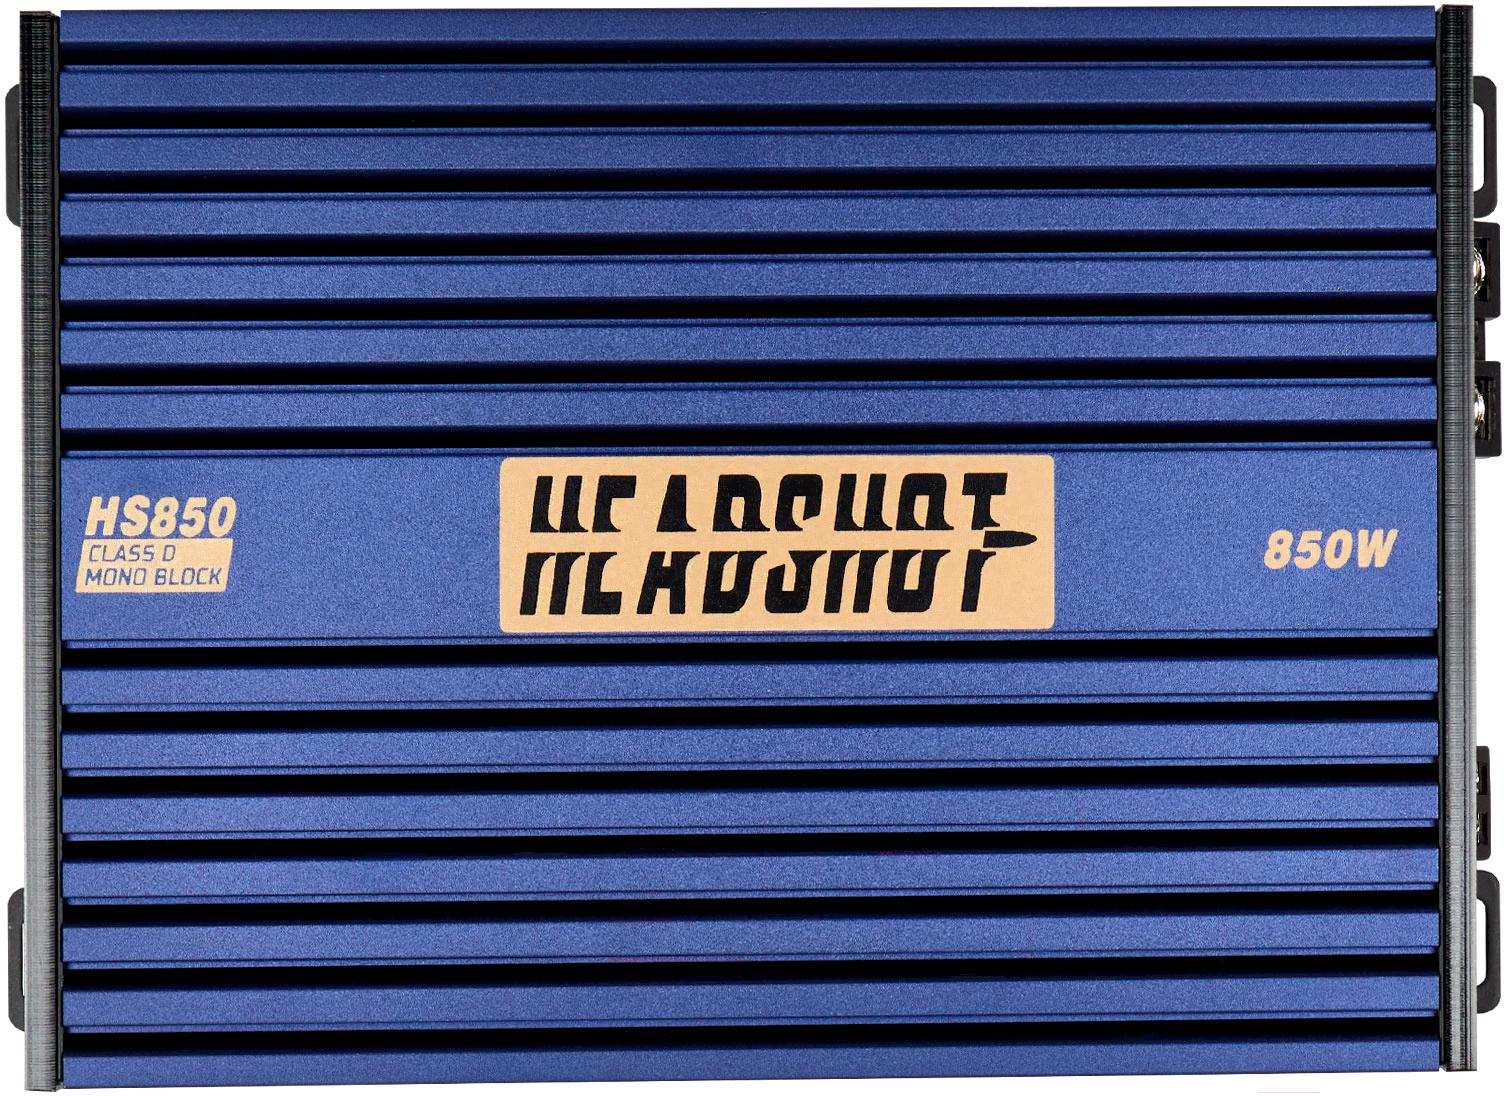 HS850
CLASS D
MONO BLOCK
HEADSHOT
850W